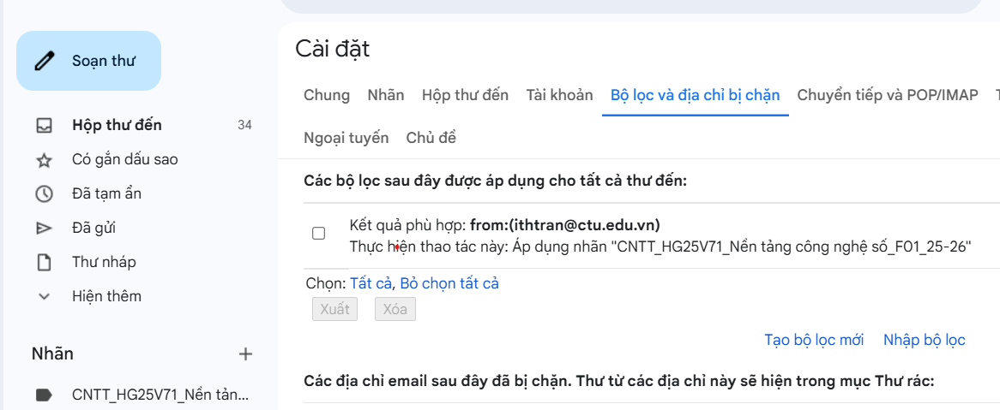 Cài đặt
Soạn thư
Chung Nhãn Hộp thư đến Tài khoản Bộ lọc và địa chỉ bị chặn Chuyển tiếp và POP/IMAP
Ngoại tuyến Chủ đề
Hộp thư đến 34
Có gắn dấu sao
Đã tạm ẩn
Đã gửi
Thư nháp
Hiện thêm
Nhãn
CNTT_HG25V71_Nền tản...
Các bộ lọc sau đây được áp dụng cho tất cả thư đến:
Kết quả phù hợp: from:(ithtran@ctu.edu.vn)
Thực hiện thao tác này: Áp dụng nhãn "CNTT_HG25V71_Nền tảng công nghệ số_F01_25-26"
Chọn: Tất cả, Bỏ chọn tất cả
Xuất Xóa
Tạo bộ lọc mới Nhập bộ lọc
Các địa chỉ email sau đây đã bị chặn. Thư từ các địa chỉ này sẽ hiện trong mục Thư rác: